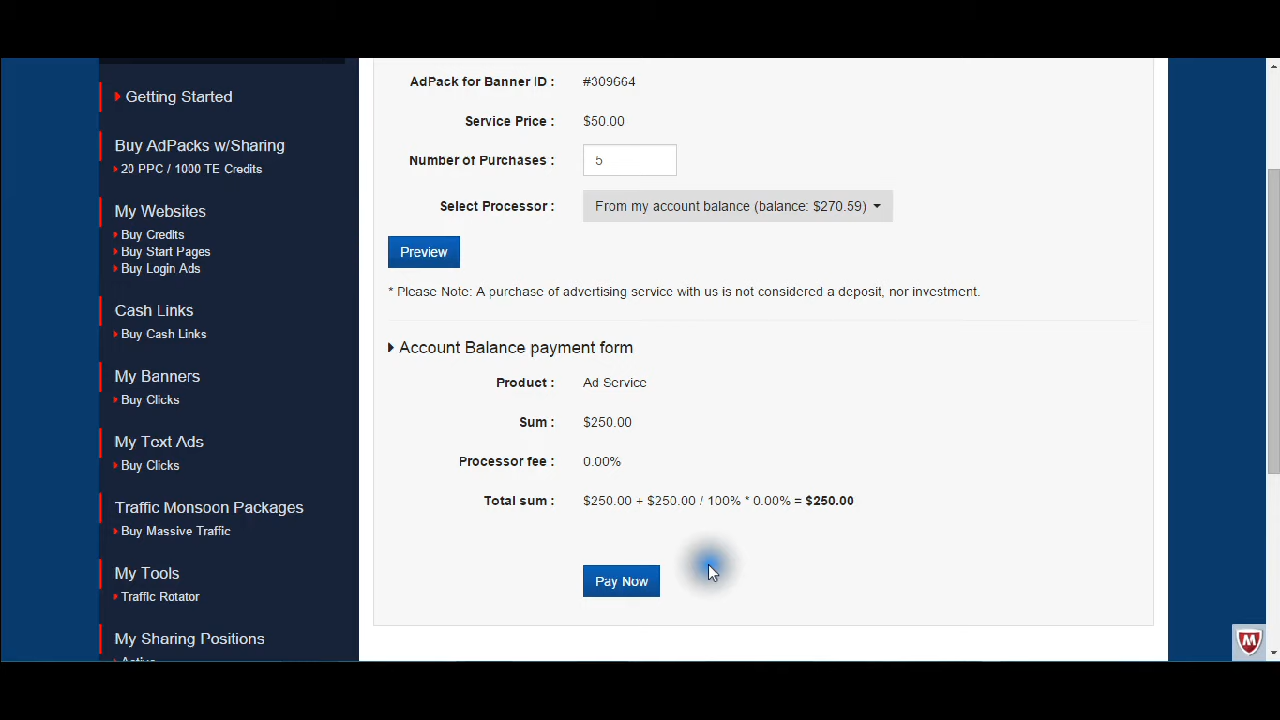 Getting Started
Buy AdPacks w/Sharing
20 PPC / 1000 TE Credits
My Websites
Buy Credits
Buy Start Pages
Buy Login Ads
Cash Links
Buy Cash Links
My Banners
Buy Clicks
My Text Ads
Buy Clicks
Traffic Monsoon Packages
Buy Massive Traffic
My Tools
Traffic Rotator
My Sharing Positions
Active
AdPack for Banner ID : #309664
Service Price : $50.00
Number of Purchases : 5
Select Processor : From my account balance (balance: $270.59)
Preview
* Please Note: A purchase of advertising service with us is not considered a deposit, nor investment.
Account Balance payment form
Product : Ad Service
Sum : $250.00
Processor fee : 0.00%
Total sum : $250.00 + $250.00 / 100% * 0.00% = $250.00
Pay Now
M